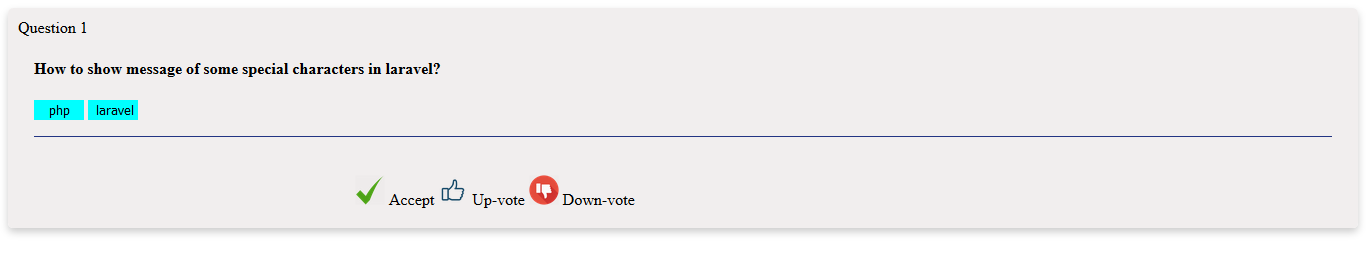 Question 1
How to show message of some special characters in laravel?
php laravel
Accept Up-vote Down-vote